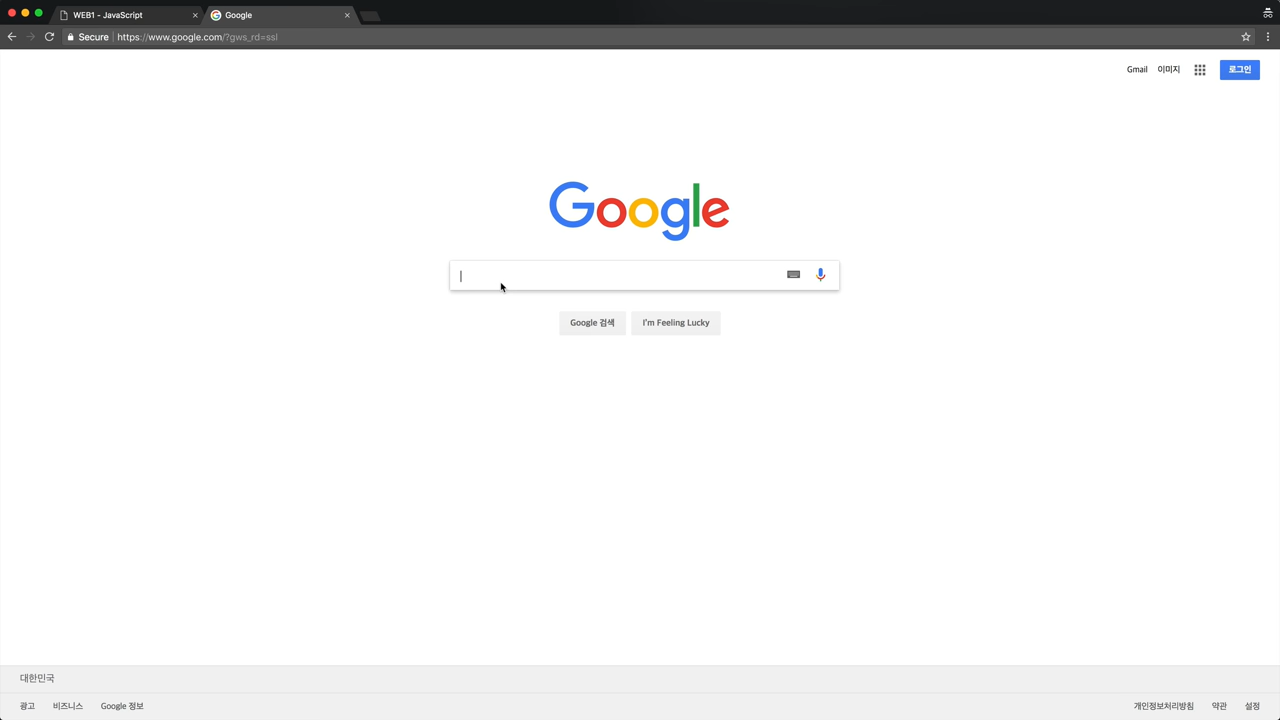 WEB1 - JavaScript
Google
Secure https://www.google.com/?gws_rd=ssl
Gmail 이미지 로그인
Google
Google 검색 I'm Feeling Lucky
대한민국
광고 비즈니스 Google 정보 개인정보처리방침 약관 설정